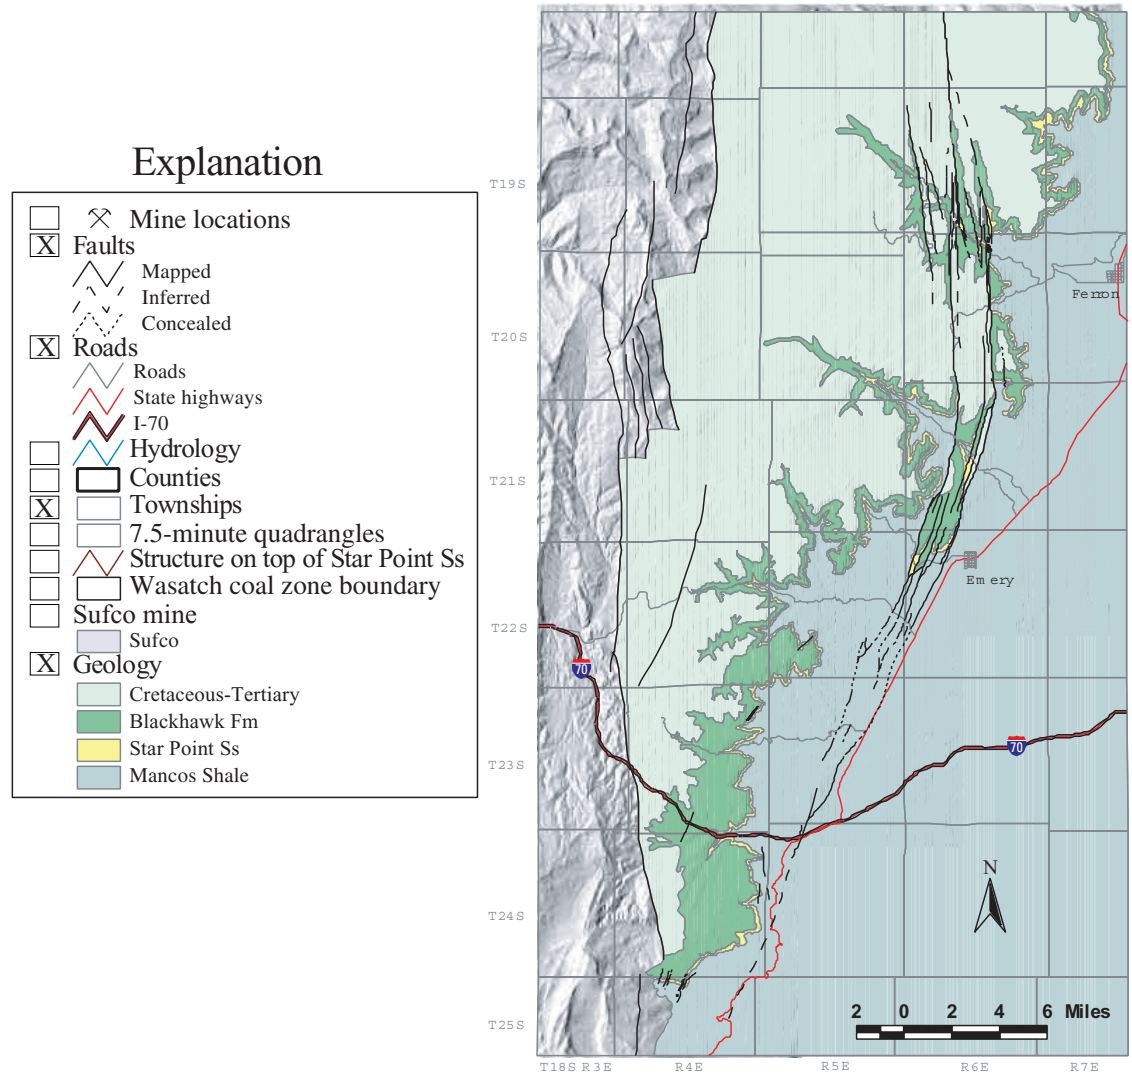 Explanation
Mine locations
X Faults
Mapped
Inferred
Concealed
X Roads
Roads
State highways
I-70
Hydrology
Counties
X Townships
7.5-minute quadrangles
Structure on top of Star Point Ss
Wasatch coal zone boundary
Sufco mine
Sufco
X Geology
Cretaceous-Tertiary
Blackhawk Fm
Star Point Ss
Mancos Shale
T19S
Ferron
T20S
T21S
Emery
T22S
70
T23S
70
N
T24S
2 0 2 4 6 Miles
T25S
T18S R3E R4E R5E R6E R7E